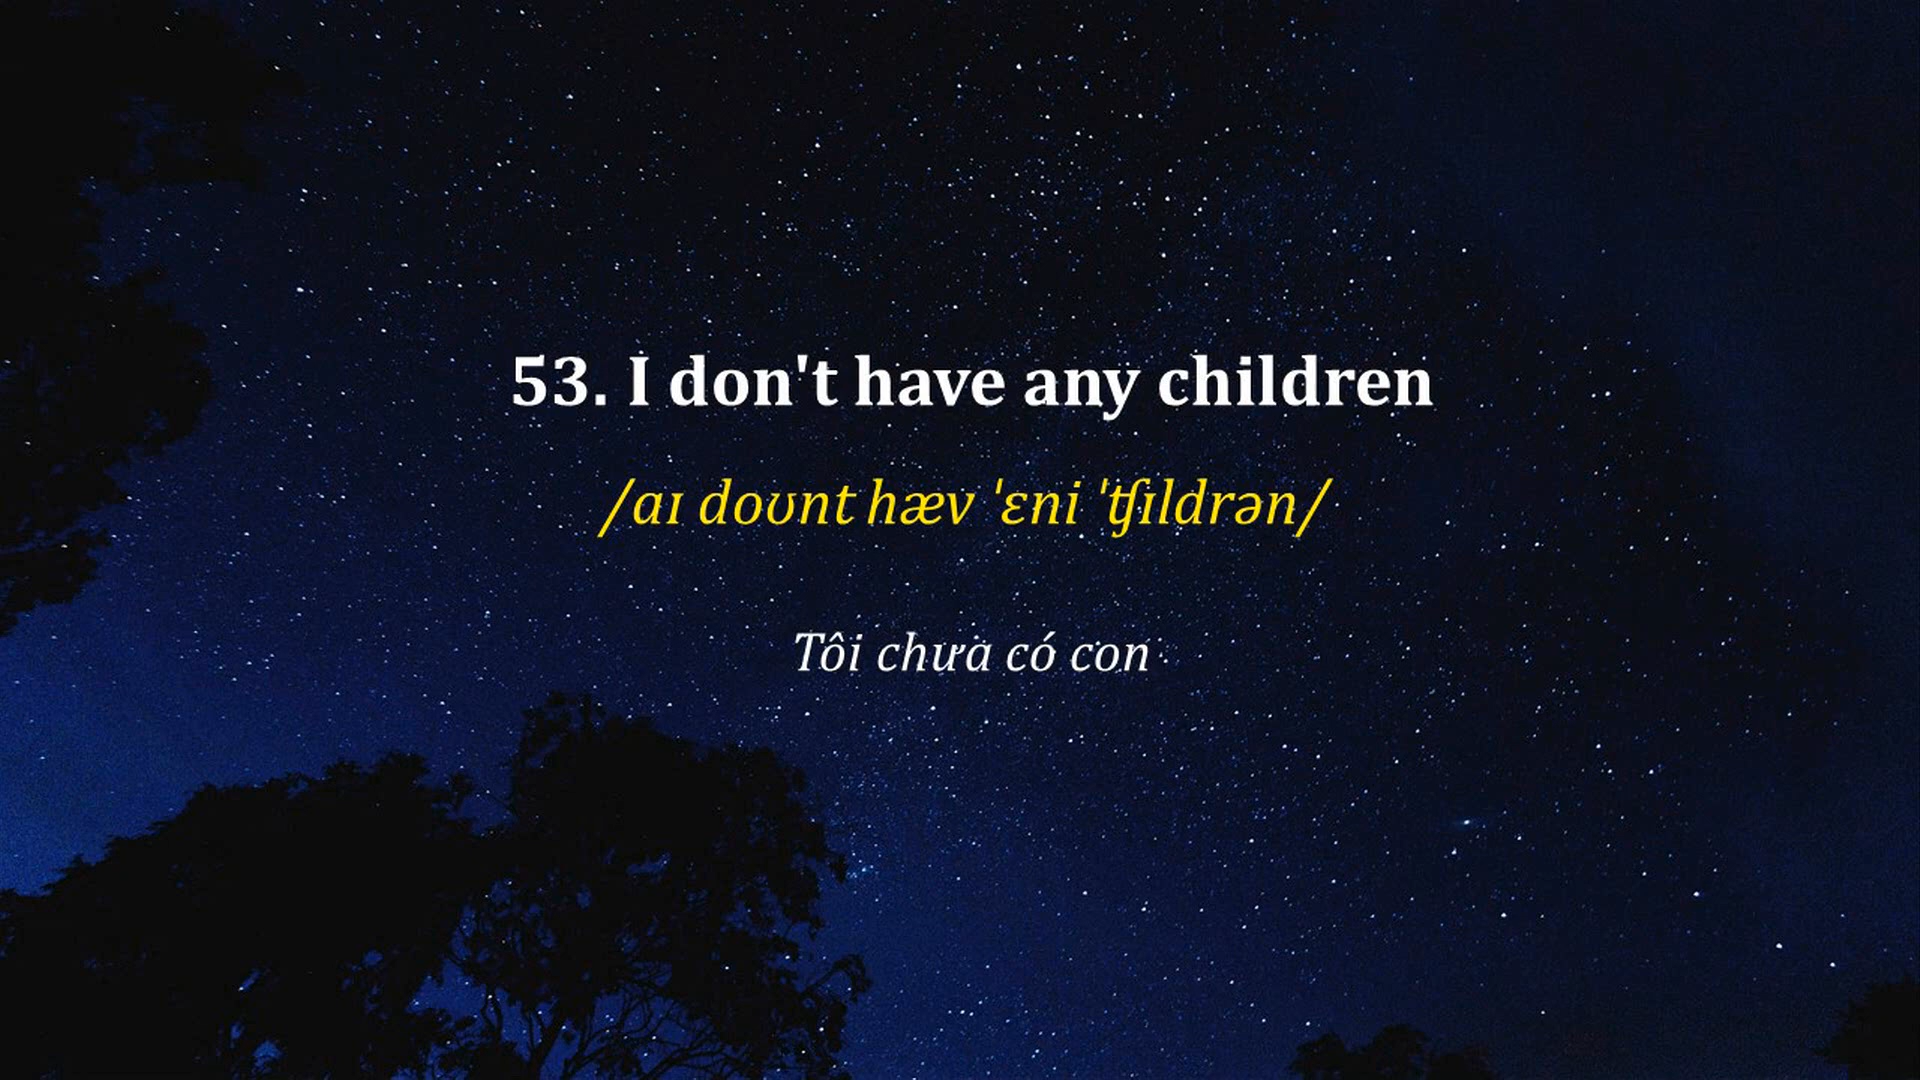 53. I don't have any children
/aɪ doʊnt hæv 'ɛni 'ʧɪldrən/
Tôi chưa có con